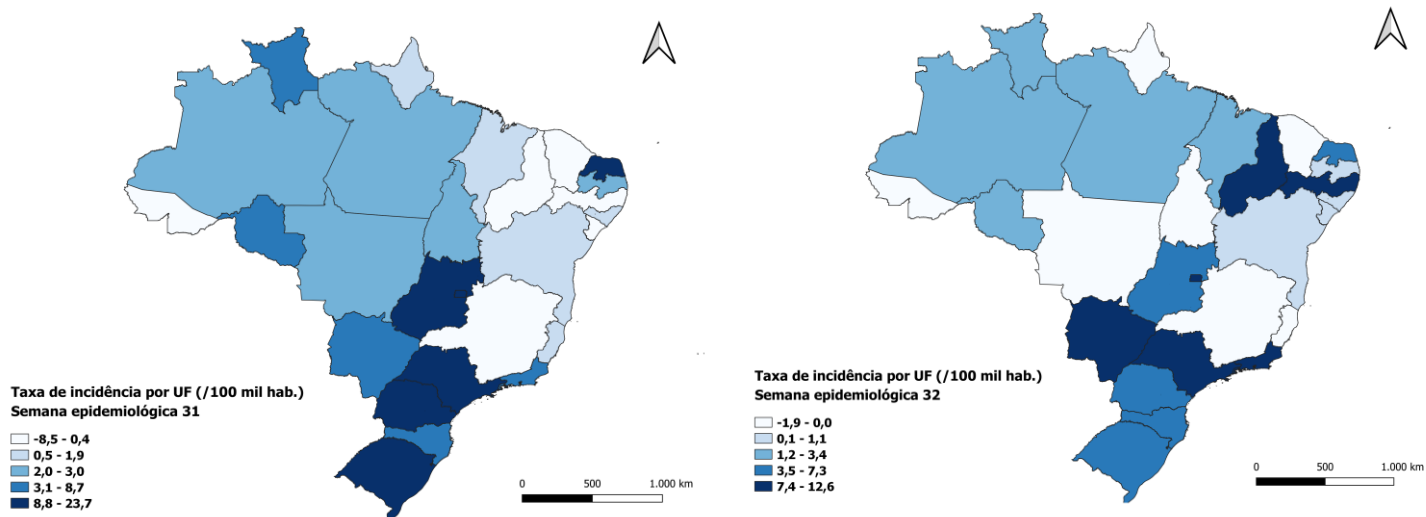 Taxa de incidência por UF (/100 mil hab.)
Semana epidemiológica 31
-8,5 - 0,4
0,5 - 1,9
2,0 - 3,0
3,1 - 8,7
8,8 - 23,7
0 500 1.000 km
Taxa de incidência por UF (/100 mil hab.)
Semana epidemiológica 32
-1,9 - 0,0
0,1 - 1,1
1,2 - 3,4
3,5 - 7,3
7,4 - 12,6
0 500 1.000 km